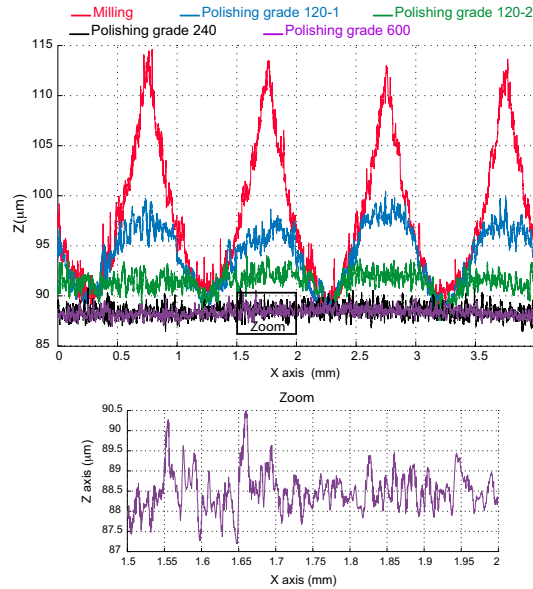 Milling Polishing grade 120-1 Polishing grade 120-2
Polishing grade 240 Polishing grade 600
115
110
105
100
95
90
85
Z(μm)
Zoom
0 0.5 1 1.5 2 2.5 3 3.5
X axis (mm)
Zoom
90.5
90
89.5
89
88.5
88
87.5
87
Z axis (μm)
1.5 1.55 1.6 1.65 1.7 1.75 1.8 1.85 1.9 1.95 2
X axis (mm)